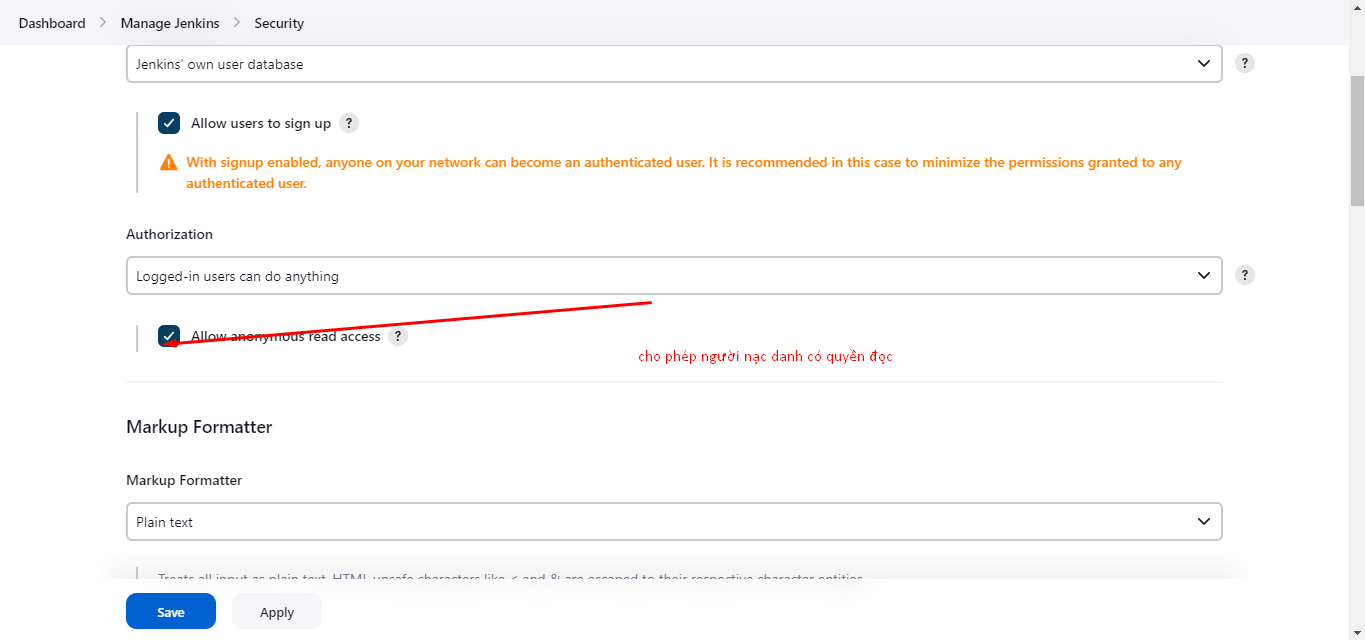 Dashboard > Manage Jenkins > Security
Jenkins' own user database
?
Allow users to sign up ?
With signup enabled, anyone on your network can become an authenticated user. It is recommended in this case to minimize the permissions granted to any
authenticated user.
Authorization
Logged-in users can do anything
?
Allow anonymous read access ?
cho phép người nạc danh có quyền đọc
Markup Formatter
Markup Formatter
Plain text
Treats all input as plain text. HTML unsafe characters like < and & are escaped to their respective character entities.
Save Apply